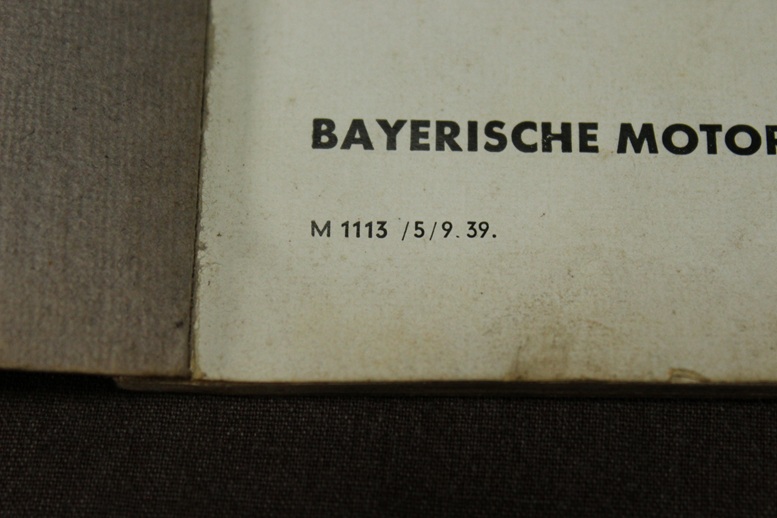 BAYERISCHE MOTOR
M 1113 /5/9.39.